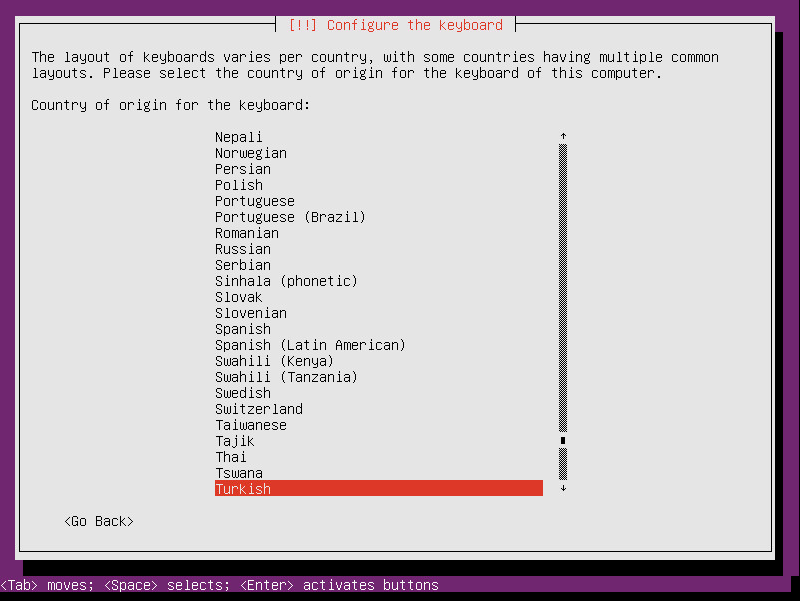 [!!] Configure the keyboard
The layout of keyboards varies per country, with some countries having multiple common
layouts. Please select the country of origin for the keyboard of this computer.
Country of origin for the keyboard:
Nepali
Norwegian
Persian
Polish
Portuguese
Portuguese (Brazil)
Romanian
Russian
Serbian
Sinhala (phonetic)
Slovak
Slovenian
Spanish
Spanish (Latin American)
Swahili (Kenya)
Swahili (Tanzania)
Swedish
Switzerland
Taiwanese
Tajik
Thai
Tswana
Turkish
<Go Back>
<Tab> moves; <Space> selects; <Enter> activates buttons